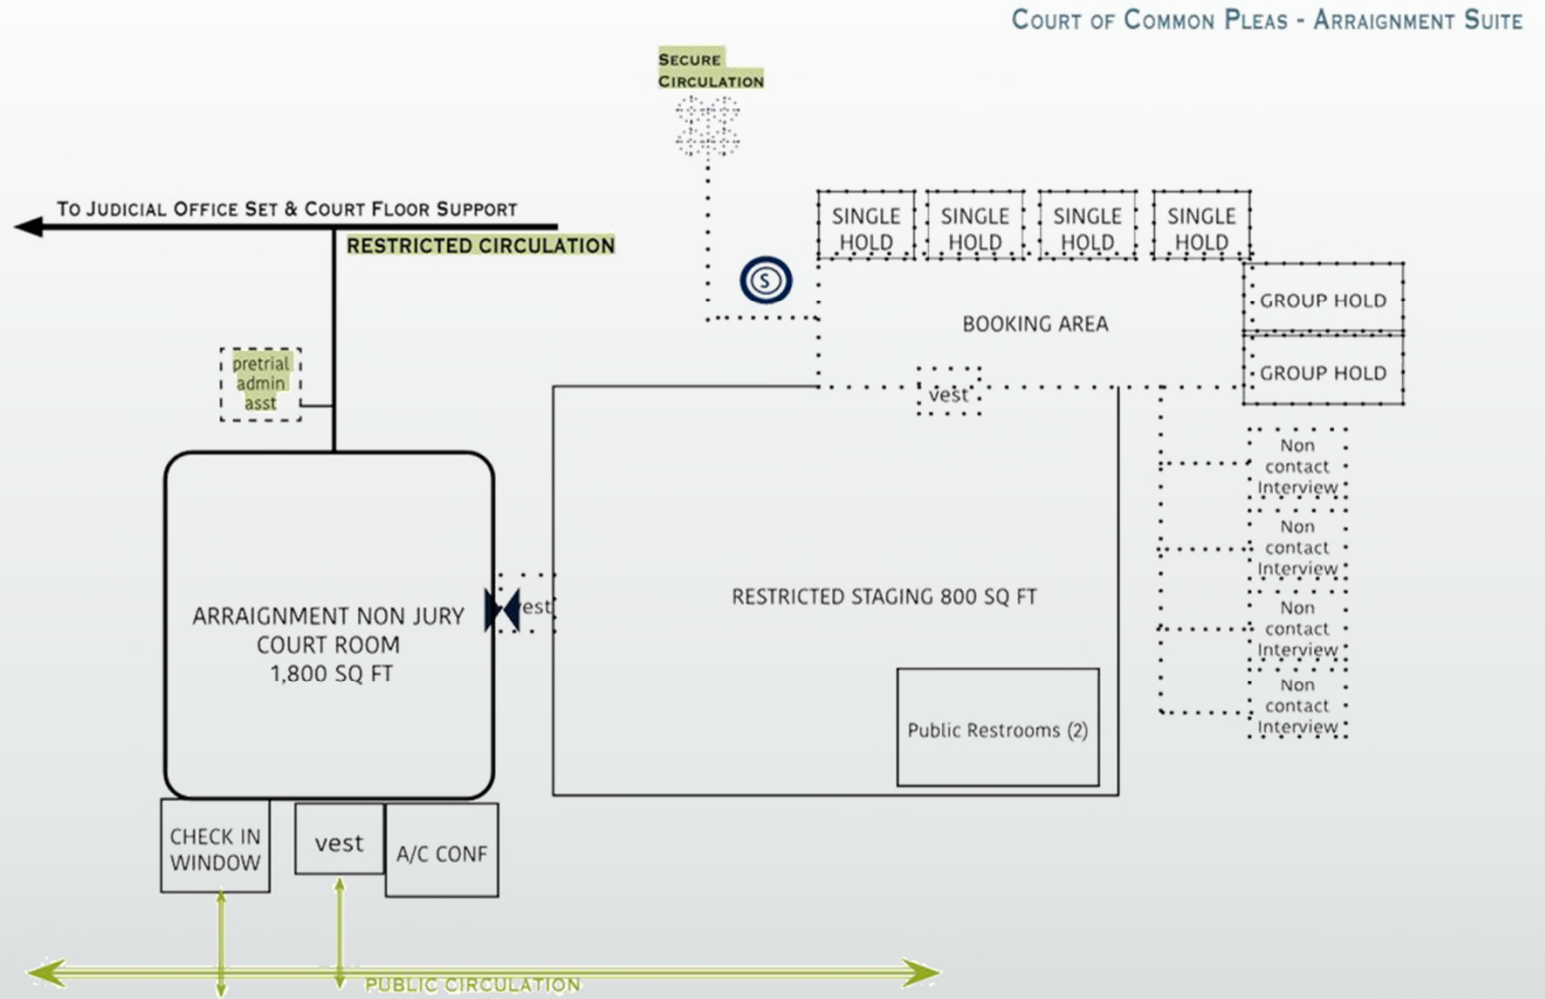 Court of Common Pleas - Arraignment Suite
Secure
Circulation
To Judicial Office Set & Court Floor Support
RESTRICTED CIRCULATION
S
SINGLE
HOLD
SINGLE
HOLD
SINGLE
HOLD
SINGLE
HOLD
GROUP HOLD
BOOKING AREA
GROUP HOLD
pretrial
admin
asst
vest
Non
contact
Interview
Non
contact
Interview
Non
contact
Interview
Non
contact
Interview
ARRAIGNMENT NON JURY
COURT ROOM
1,800 SQ FT
vest
RESTRICTED STAGING 800 SQ FT
Public Restrooms (2)
CHECK IN
WINDOW
vest
A/C CONF
PUBLIC CIRCULATION